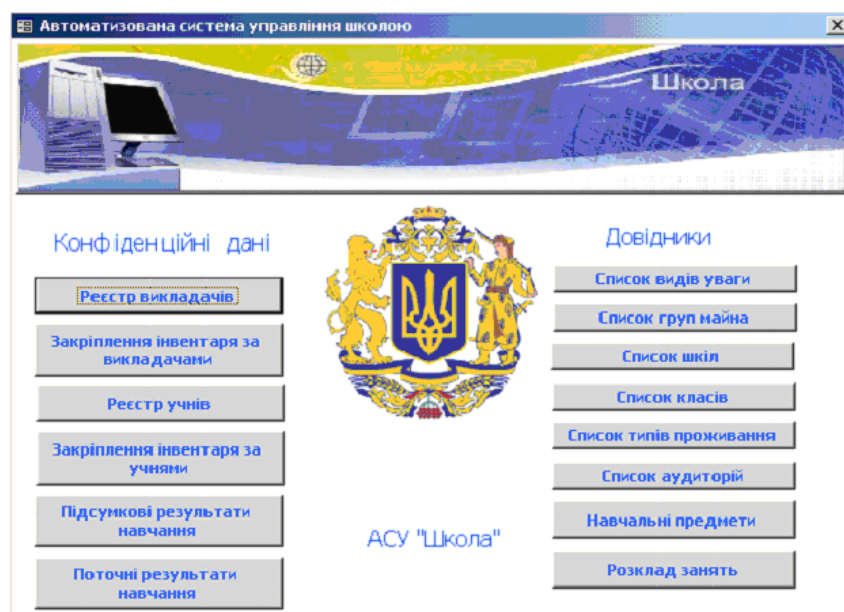 Автоматизована система управління школою
Школа
Конфіденційні дані
Реєстр викладачів
Закріплення інвентаря за
викладачами
Реєстр учнів
Закріплення інвентаря за
учнями
Підсумкові результати
навчання
Поточні результати
навчання
АСУ "Школа"
Довідники
Список видів уваги
Список груп майна
Список шкіл
Список класів
Список типів проживання
Список аудиторій
Навчальні предмети
Розклад занять